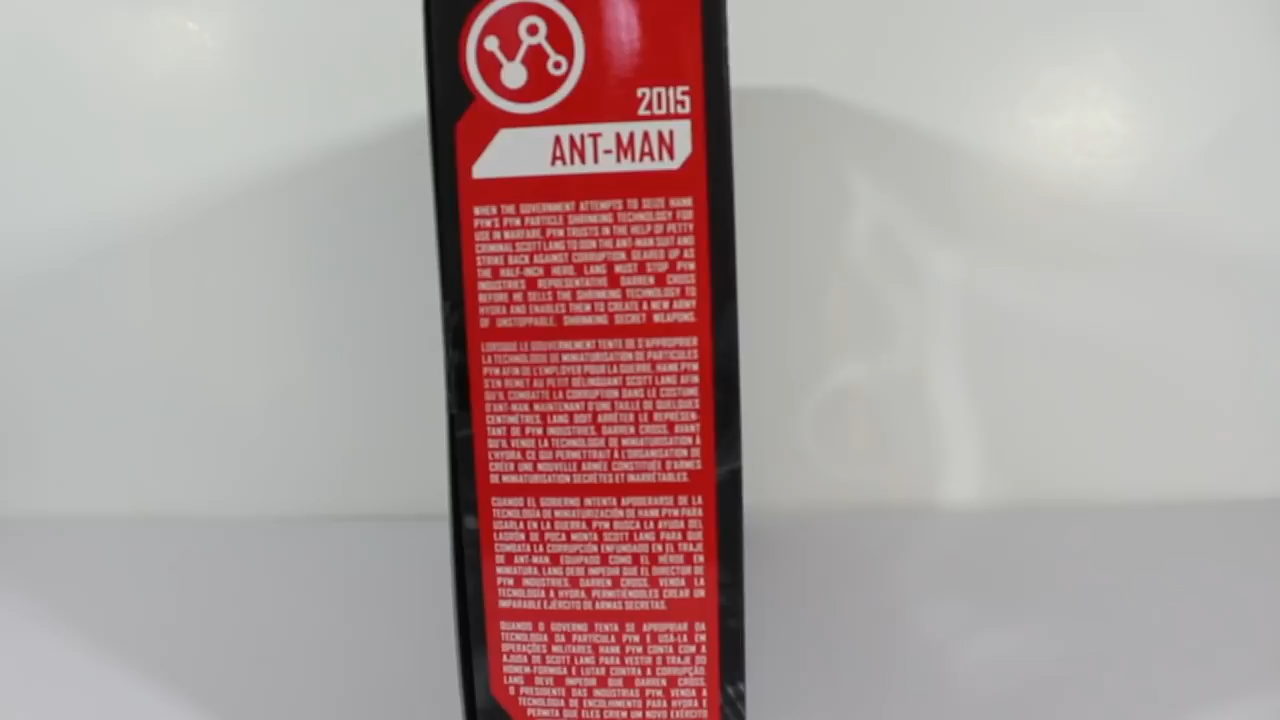 2015
ANT-MAN
WHEN THE GOVERNMENT ATTEMPTS TO SEIZE HANK
PYM'S PYM PARTICLE SHRINKING TECHNOLOGY FOR
USE IN WARFARE, PYM TRUSTS IN THE HELP OF PETTY
CRIMINAL SCOTT LANG TO DON THE ANT-MAN SUIT AND
STRIKE BACK AGAINST CORRUPTION. GEARED UP AS
THE HALF-INCH HERO, LANG MUST STOP PYM
INDUSTRIES REPRESENTATIVE DARREN CROSS
BEFORE HE SELLS THE SHRINKING TECHNOLOGY TO
HYDRA AND ENABLES THEM TO CREATE A NEW ARMY
OF UNSTOPPABLE, SHRINKING SECRET WEAPONS.
LORSQUE LE GOUVERNEMENT TENTE DE S'APPROPRIER
LA TECHNOLOGIE DE MINIATURISATION DE PARTICULES
PYM AFIN DE L'EMPLOYER POUR LA GUERRE, HANK PYM
S'EN REMET AU PETIT DÉLINQUANT SCOTT LANG AFIN
QU'IL COMBATTE LA CORRUPTION DANS LE COSTUME
D'ANT-MAN. MAINTENANT D'UNE TAILLE DE QUELQUES
CENTIMÈTRES, LANG DOIT ARRÊTER LE REPRÉSEN-
TANT DE PYM INDUSTRIES, DARREN CROSS, AVANT
QU'IL VENDE LA TECHNOLOGIE DE MINIATURISATION À
L'HYDRA, CE QUI PERMETTRAIT À L'ORGANISATION DE
CRÉER UNE NOUVELLE ARMÉE CONSTITUÉE D'ARMES
DE MINIATURISATION SECRÈTES ET INARRÊTABLES.
CUANDO EL GOBIERNO INTENTA APODERARSE DE LA
TECNOLOGÍA DE MINIATURIZACIÓN DE HANK PYM PARA
USARLA EN LA GUERRA, PYM BUSCA LA AYUDA DEL
LADRÓN DE POCA MONTA SCOTT LANG PARA QUE
COMBATA LA CORRUPCIÓN ENFUNDADO EN EL TRAJE
DE ANT-MAN. EQUIPADO COMO EL HÉROE EN
MINIATURA, LANG DEBE IMPEDIR QUE EL DIRECTOR DE
PYM INDUSTRIES, DARREN CROSS, VENDA LA
TECNOLOGÍA A HYDRA, PERMITIÉNDOLES CREAR UN
IMPARABLE EJÉRCITO DE ARMAS SECRETAS.
QUANDO O GOVERNO TENTA SE APROPRIAR DA
TECNOLOGIA DA PARTÍCULA PYM E USÁ-LA EM
OPERAÇÕES MILITARES, HANK PYM CONTA COM A
AJUDA DE SCOTT LANG PARA VESTIR O TRAJE DO
HOMEM-FORMIGA E LUTAR CONTRA A CORRUPÇÃO.
LANG DEVE IMPEDIR QUE DARREN CROSS,
O PRESIDENTE DAS INDÚSTRIAS PYM, VENDA A
TECNOLOGIA DE ENCOLHIMENTO PARA HYDRA E
PERMITA QUE ELES CRIEM UM NOVO EXÉRCITO